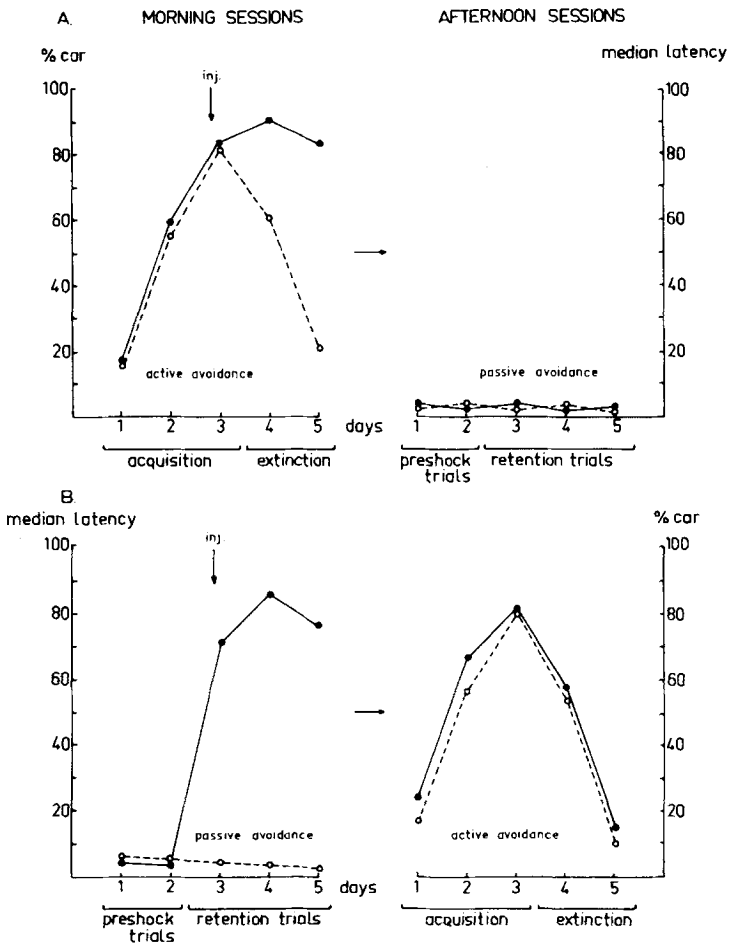 A. MORNING SESSIONS AFTERNOON SESSIONS
% car median latency
inj.
100 100
80 80
60 60
40 40
20 20
active avoidance passive avoidance
1 2 3 4 5 days 1 2 3 4 5
acquisition extinction preshock trials retention trials
B.
median latency % car
inj.
100 100
80 80
60 60
40 40
20 20
passive avoidance active avoidance
1 2 3 4 5 days 1 2 3 4 5
preshock trials retention trials acquisition extinction